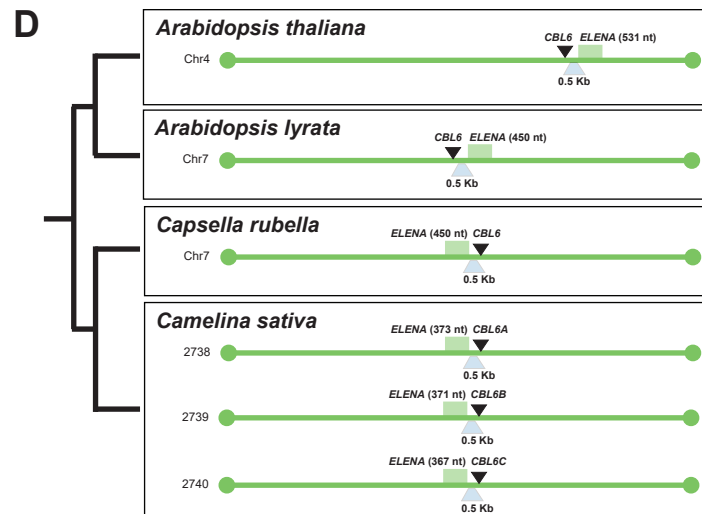 D
Arabidopsis thaliana
CBL6 ELENA (531 nt)
Chr4
0.5 Kb
Arabidopsis lyrata
CBL6 ELENA (450 nt)
Chr7
0.5 Kb
Capsella rubella
ELENA (450 nt) CBL6
Chr7
0.5 Kb
Camelina sativa
ELENA (373 nt) CBL6A
2738
0.5 Kb
ELENA (371 nt) CBL6B
2739
0.5 Kb
ELENA (367 nt) CBL6C
2740
0.5 Kb